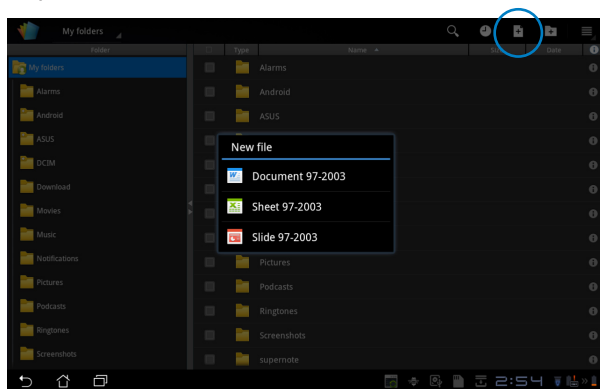 My folders
Folder
Type
Name
Size
Date
My folders
Alarms
Android
ASUS
DCIM
Download
Movies
Music
Notifications
Pictures
Podcasts
Ringtones
Screenshots
Alarms
Android
ASUS
New file
Document 97-2003
Sheet 97-2003
Slide 97-2003
Pictures
Podcasts
Ringtones
Screenshots
supernote
2:54